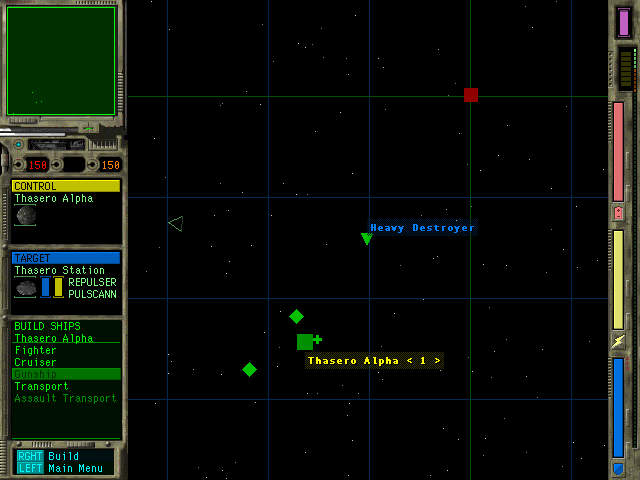 150 150
CONTROL
Thasero Alpha
TARGET
Thasero Station
REPULSER
PULSCANN
BUILD SHIPS
Thasero Alpha
Fighter
Cruiser
Gunship
Transport
Assault Transport
RGHT Build
LEFT Main Menu
Heavy Destroyer
Thasero Alpha < 1 >